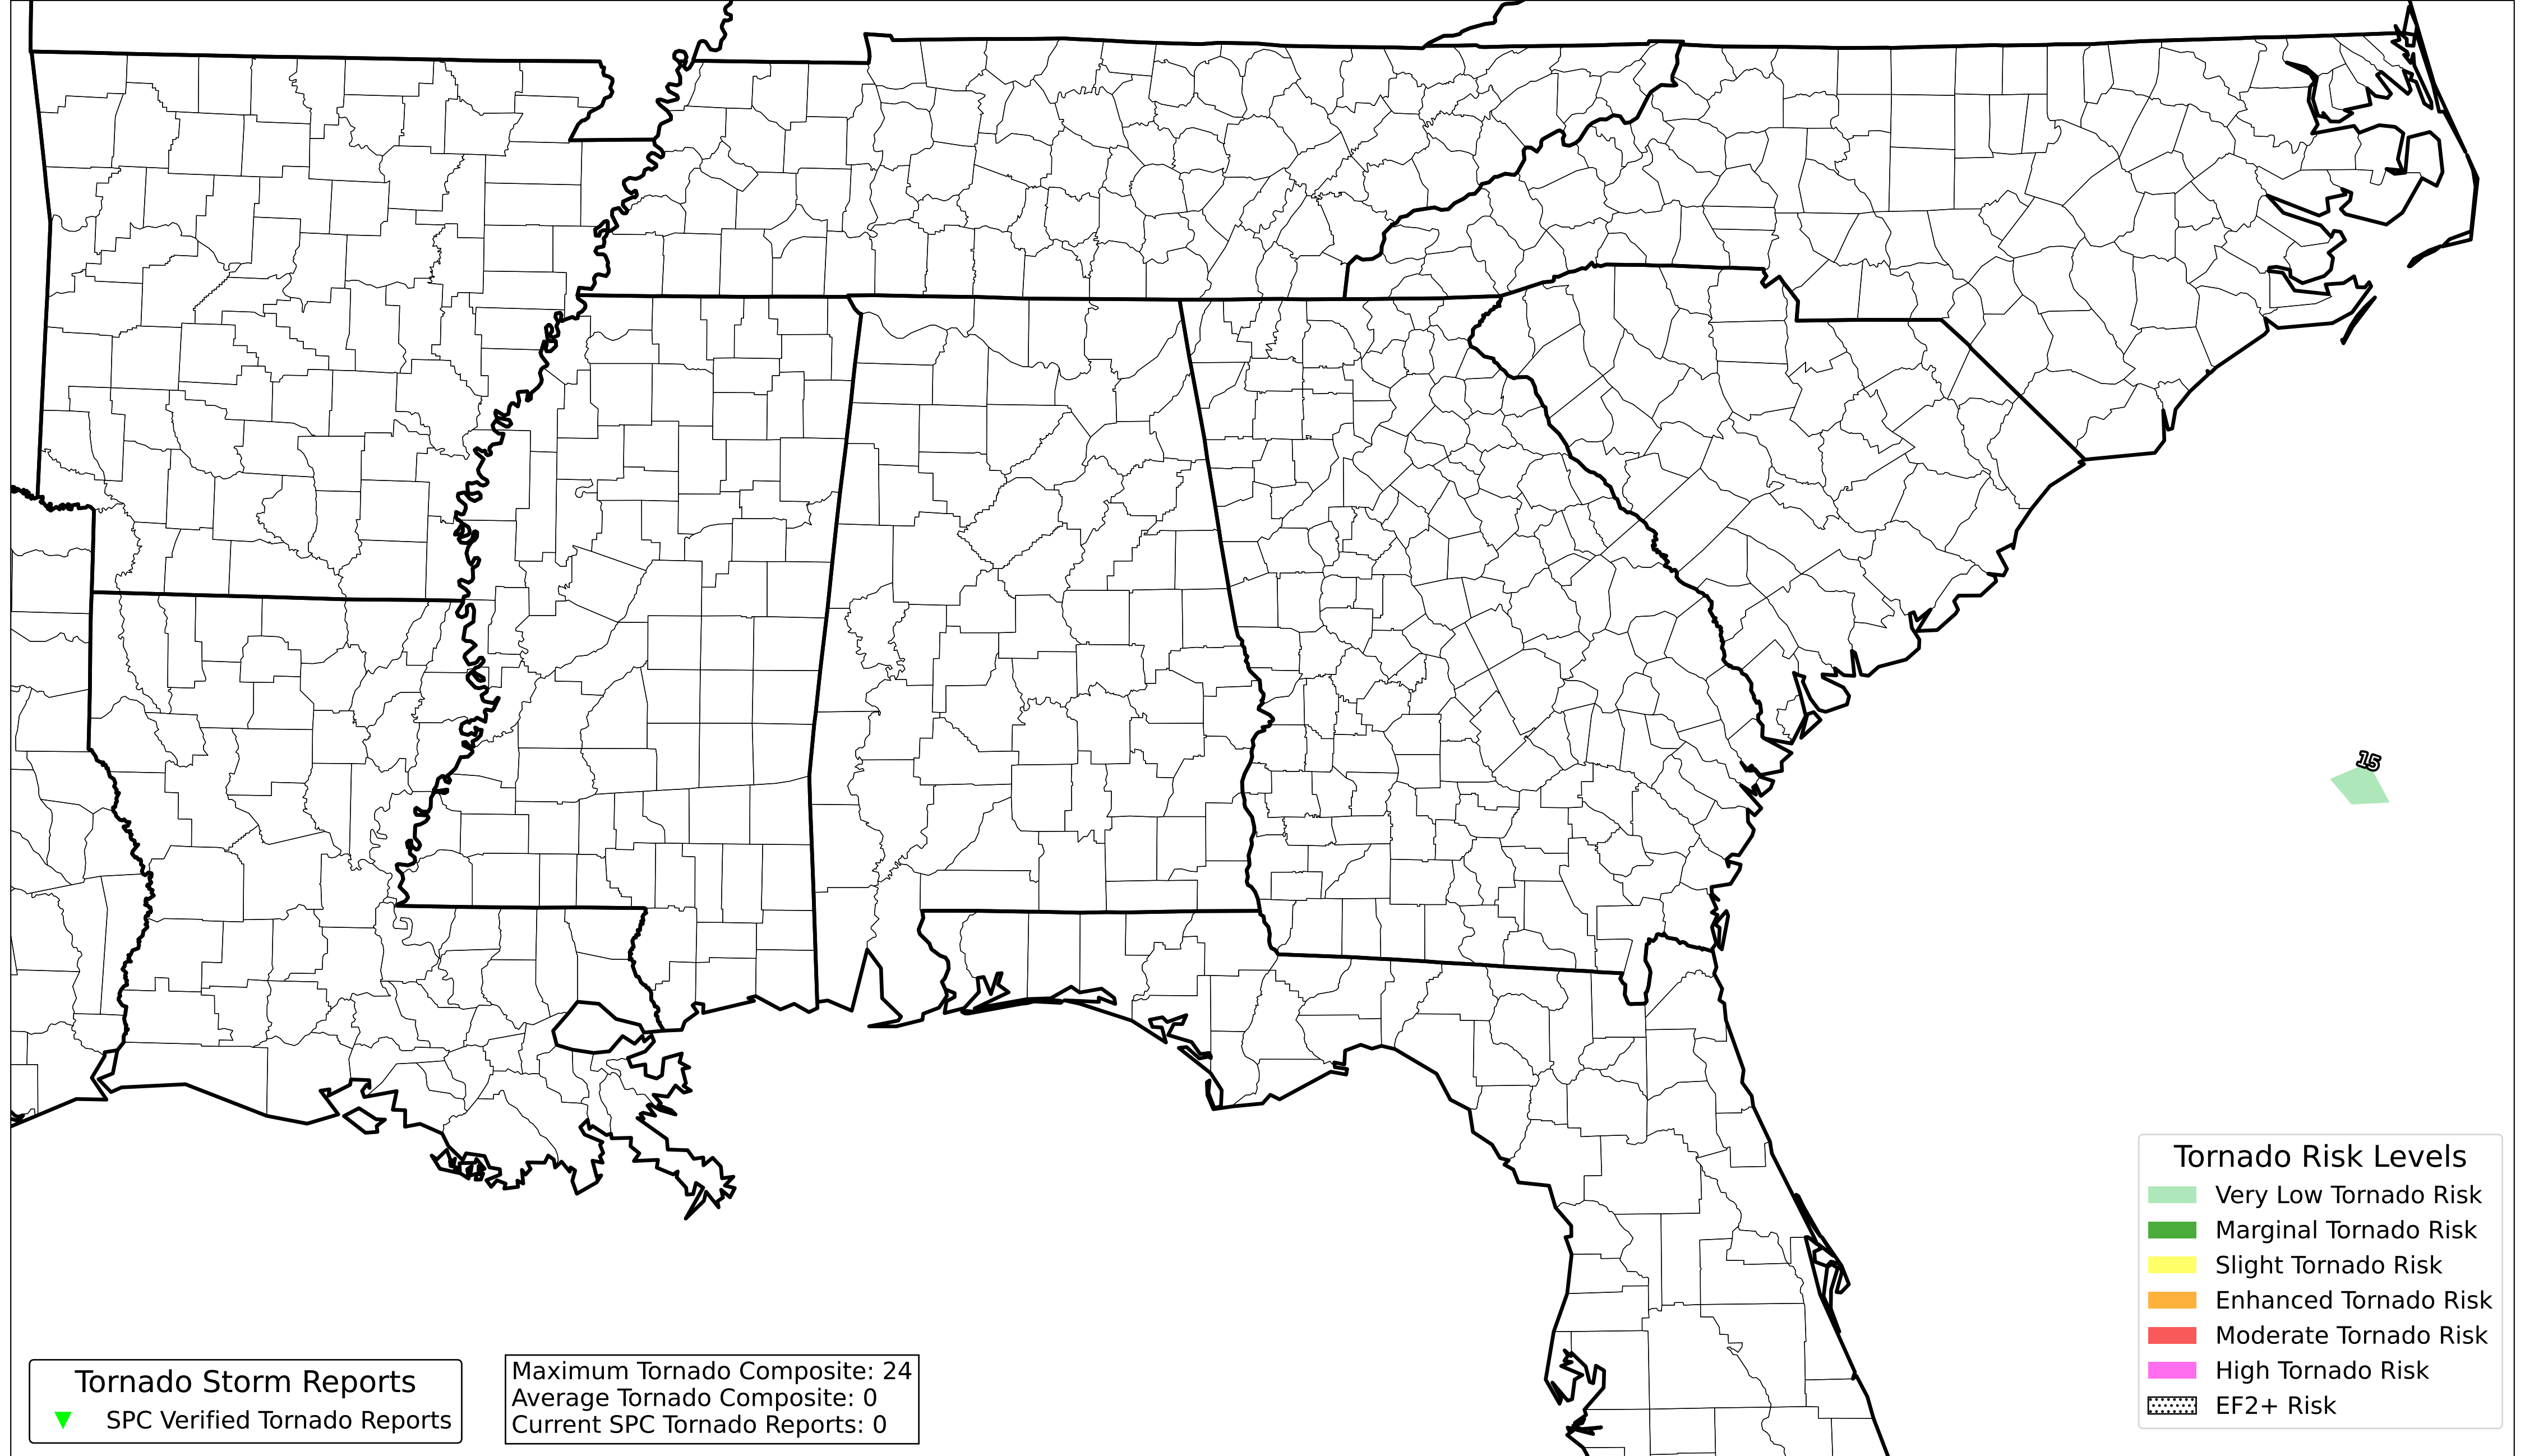 15
Tornado Risk Levels
Very Low Tornado Risk
Marginal Tornado Risk
Slight Tornado Risk
Enhanced Tornado Risk
Moderate Tornado Risk
High Tornado Risk
EF2+ Risk
Tornado Storm Reports
SPC Verified Tornado Reports
Maximum Tornado Composite: 24
Average Tornado Composite: 0
Current SPC Tornado Reports: 0